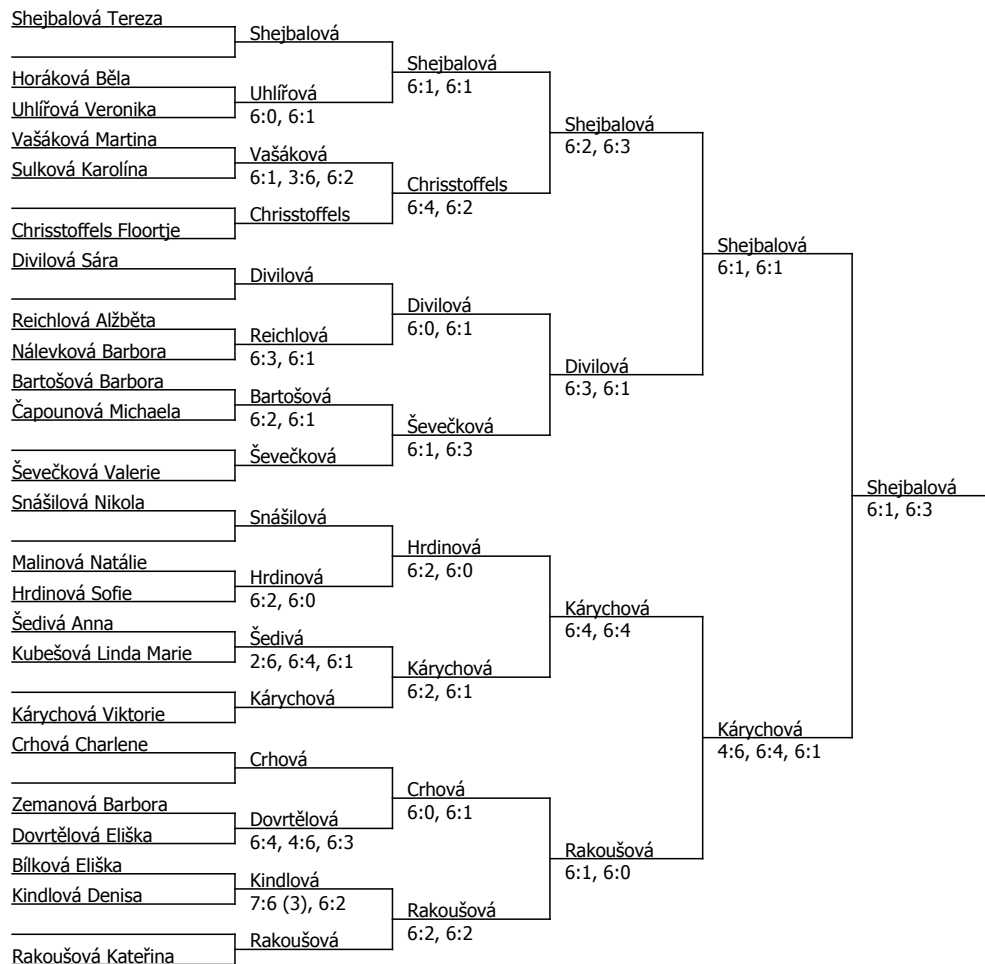 Shejbalová Tereza
Horáková Běla
Uhlířová Veronika
Vašáková Martina
Sulková Karolína
Chrisstoffels Floortje
Divilová Sára
Reichlová Alžběta
Nálevková Barbora
Bartošová Barbora
Čapounová Michaela
Ševečková Valerie
Snášilová Nikola
Malinová Natálie
Hrdinová Sofie
Šedivá Anna
Kubešová Linda Marie
Kárychová Viktorie
Crhová Charlene
Zemanová Barbora
Dovrtělová Eliška
Bílková Eliška
Kindlová Denisa
Rakoušová Kateřina
Shejbalová
Uhlířová
6:0, 6:1
Vašáková
6:1, 3:6, 6:2
Chrisstoffels
Divilová
Reichlová
6:3, 6:1
Bartošová
6:2, 6:1
Ševečková
Snášilová
Hrdinová
6:2, 6:0
Šedivá
2:6, 6:4, 6:1
Kárychová
Crhová
Dovrtělová
6:4, 4:6, 6:3
Kindlová
7:6 (3), 6:2
Rakoušová
Shejbalová
6:1, 6:1
Chrisstoffels
6:4, 6:2
Divilová
6:0, 6:1
Ševečková
6:1, 6:3
Hrdinová
6:2, 6:0
Kárychová
6:2, 6:1
Crhová
6:0, 6:1
Rakoušová
6:2, 6:2
Shejbalová
6:2, 6:3
Divilová
6:3, 6:1
Kárychová
6:4, 6:4
Rakoušová
6:1, 6:0
Shejbalová
6:1, 6:1
Kárychová
4:6, 6:4, 6:1
Shejbalová
6:1, 6:3